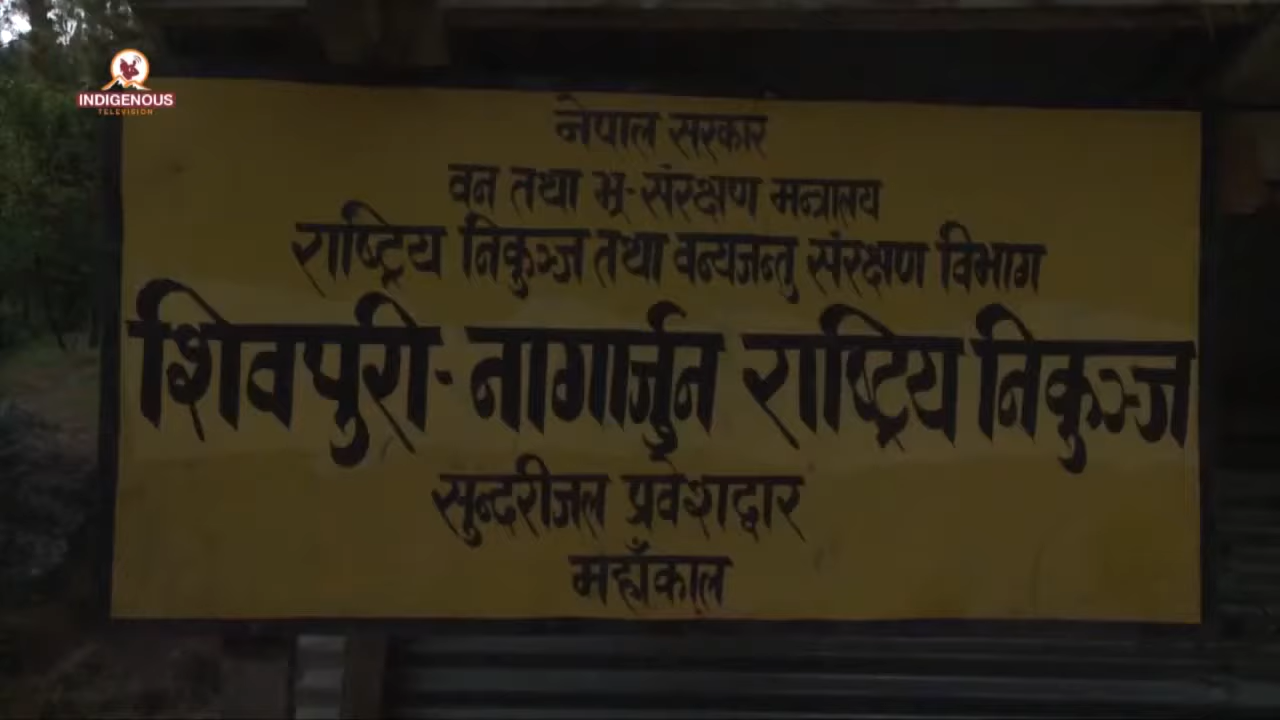 INDIGENOUS
TELEVISION
नेपाल सरकार
वन तथा भू-संरक्षण मन्त्रालय
राष्ट्रिय निकुञ्ज तथा वन्यजन्तु संरक्षण विभाग
शिवपुरी-नागार्जुन राष्ट्रिय निकुञ्ज
सुन्दरीजल प्रवेशद्वार
महाँकाल